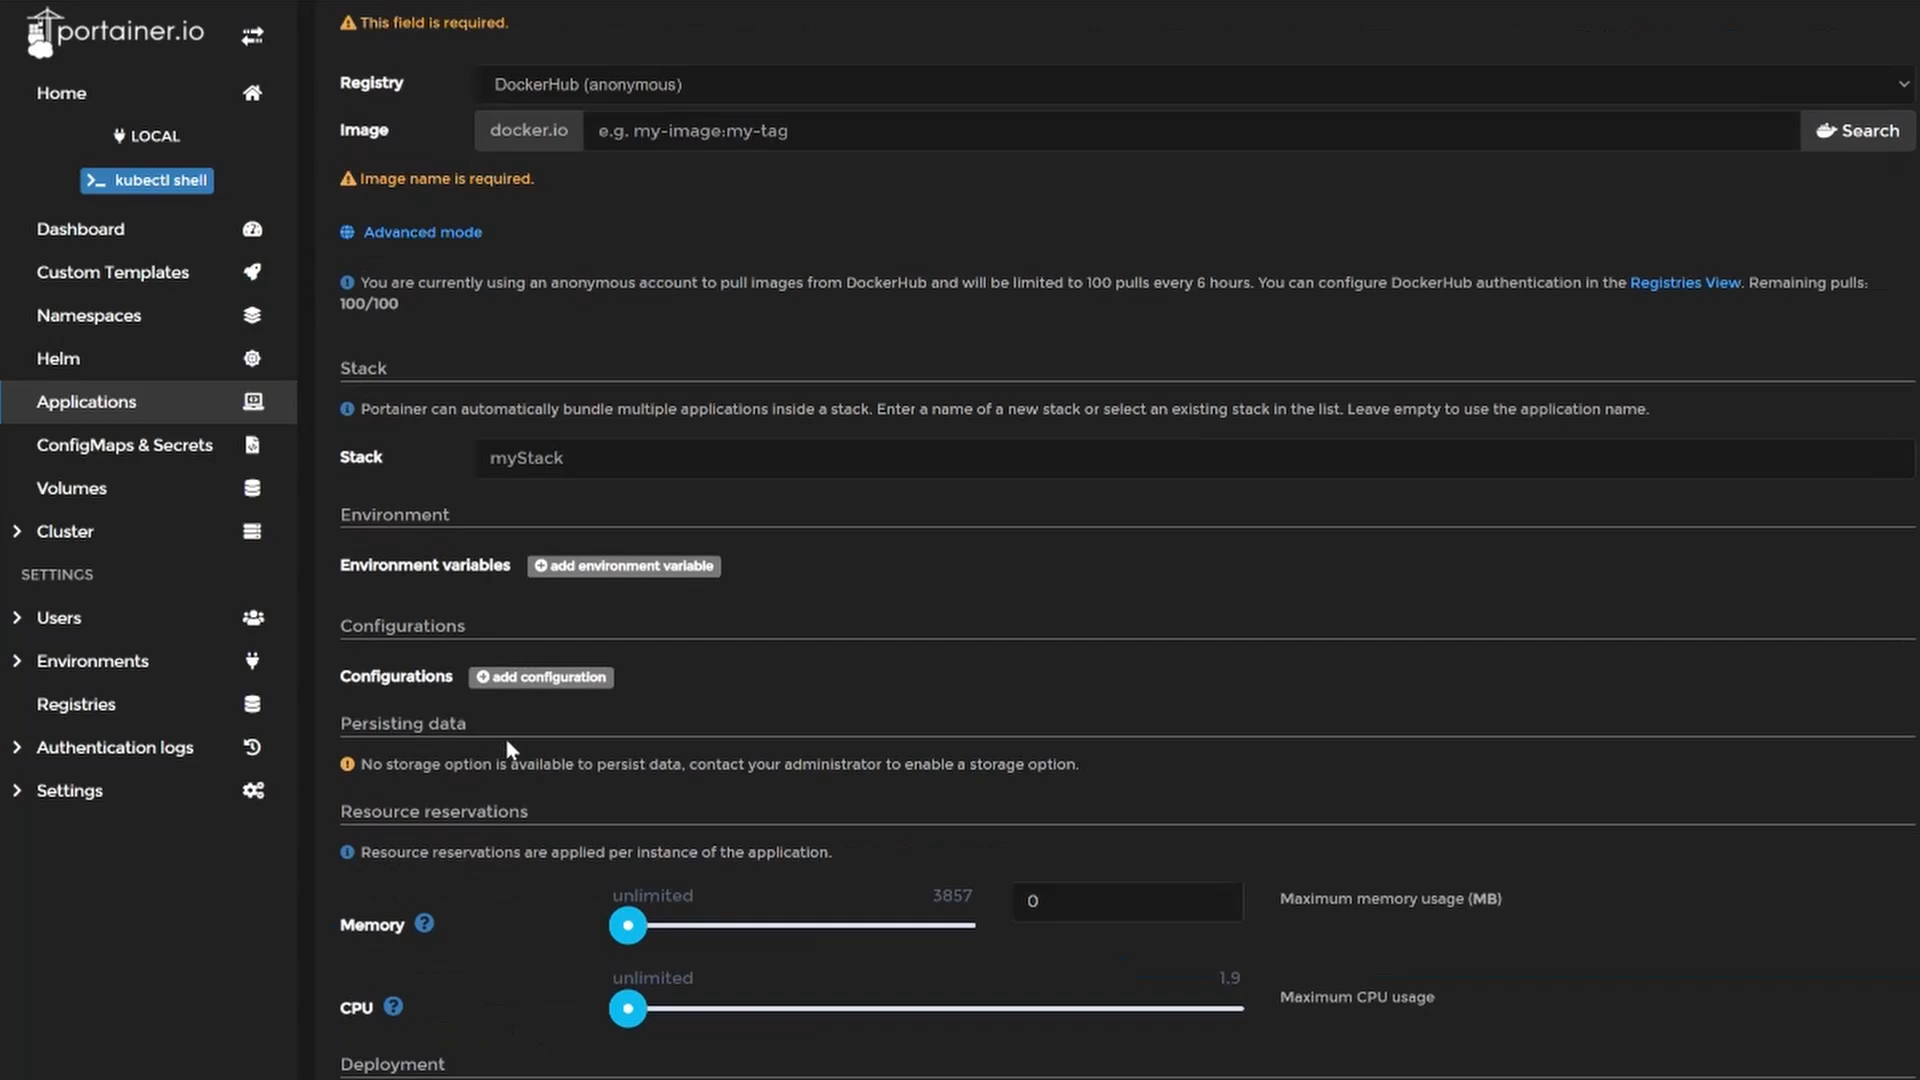 portainer.io
Home
LOCAL
>_ kubectl shell
Dashboard
Custom Templates
Namespaces
Helm
Applications
ConfigMaps & Secrets
Volumes
Cluster
SETTINGS
Users
Environments
Registries
Authentication logs
Settings
This field is required.
Registry DockerHub (anonymous)
Image docker.io e.g. my-image:my-tag Search
Image name is required.
Advanced mode
You are currently using an anonymous account to pull images from DockerHub and will be limited to 100 pulls every 6 hours. You can configure DockerHub authentication in the Registries View. Remaining pulls:
100/100
Stack
Portainer can automatically bundle multiple applications inside a stack. Enter a name of a new stack or select an existing stack in the list. Leave empty to use the application name.
Stack myStack
Environment
Environment variables add environment variable
Configurations
Configurations add configuration
Persisting data
No storage option is available to persist data, contact your administrator to enable a storage option.
Resource reservations
Resource reservations are applied per instance of the application.
unlimited 3857
Memory 0 Maximum memory usage (MB)
unlimited 1.9
CPU Maximum CPU usage
Deployment